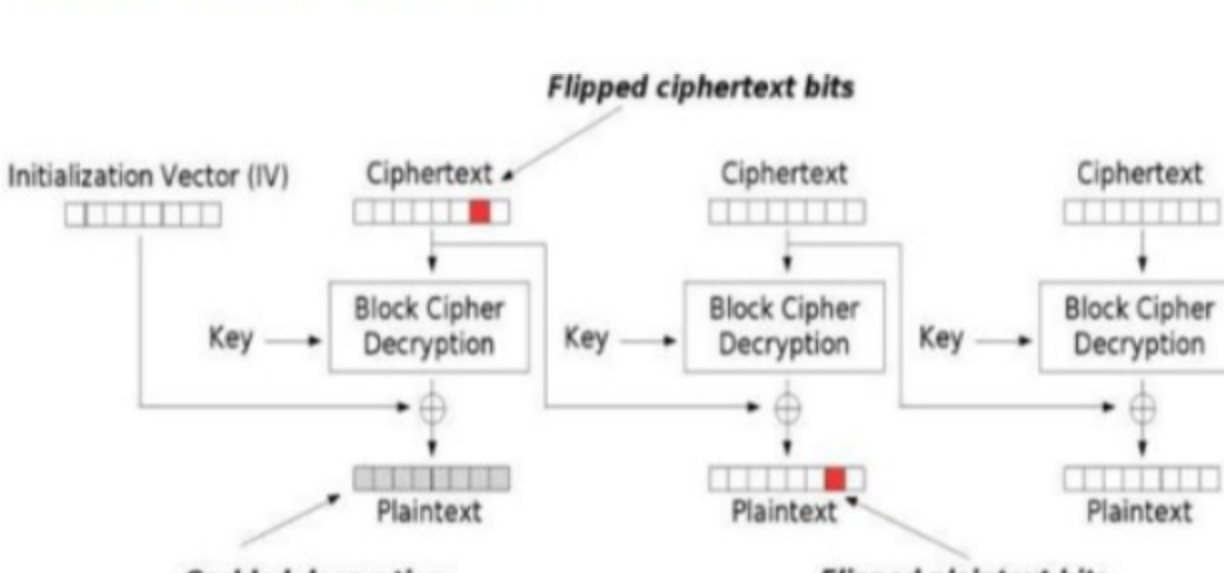 Flipped ciphertext bits
Initialization Vector (IV)
Ciphertext
Ciphertext
Ciphertext
Key
Block Cipher
Decryption
Key
Block Cipher
Decryption
Key
Block Cipher
Decryption
Plaintext
Plaintext
Plaintext